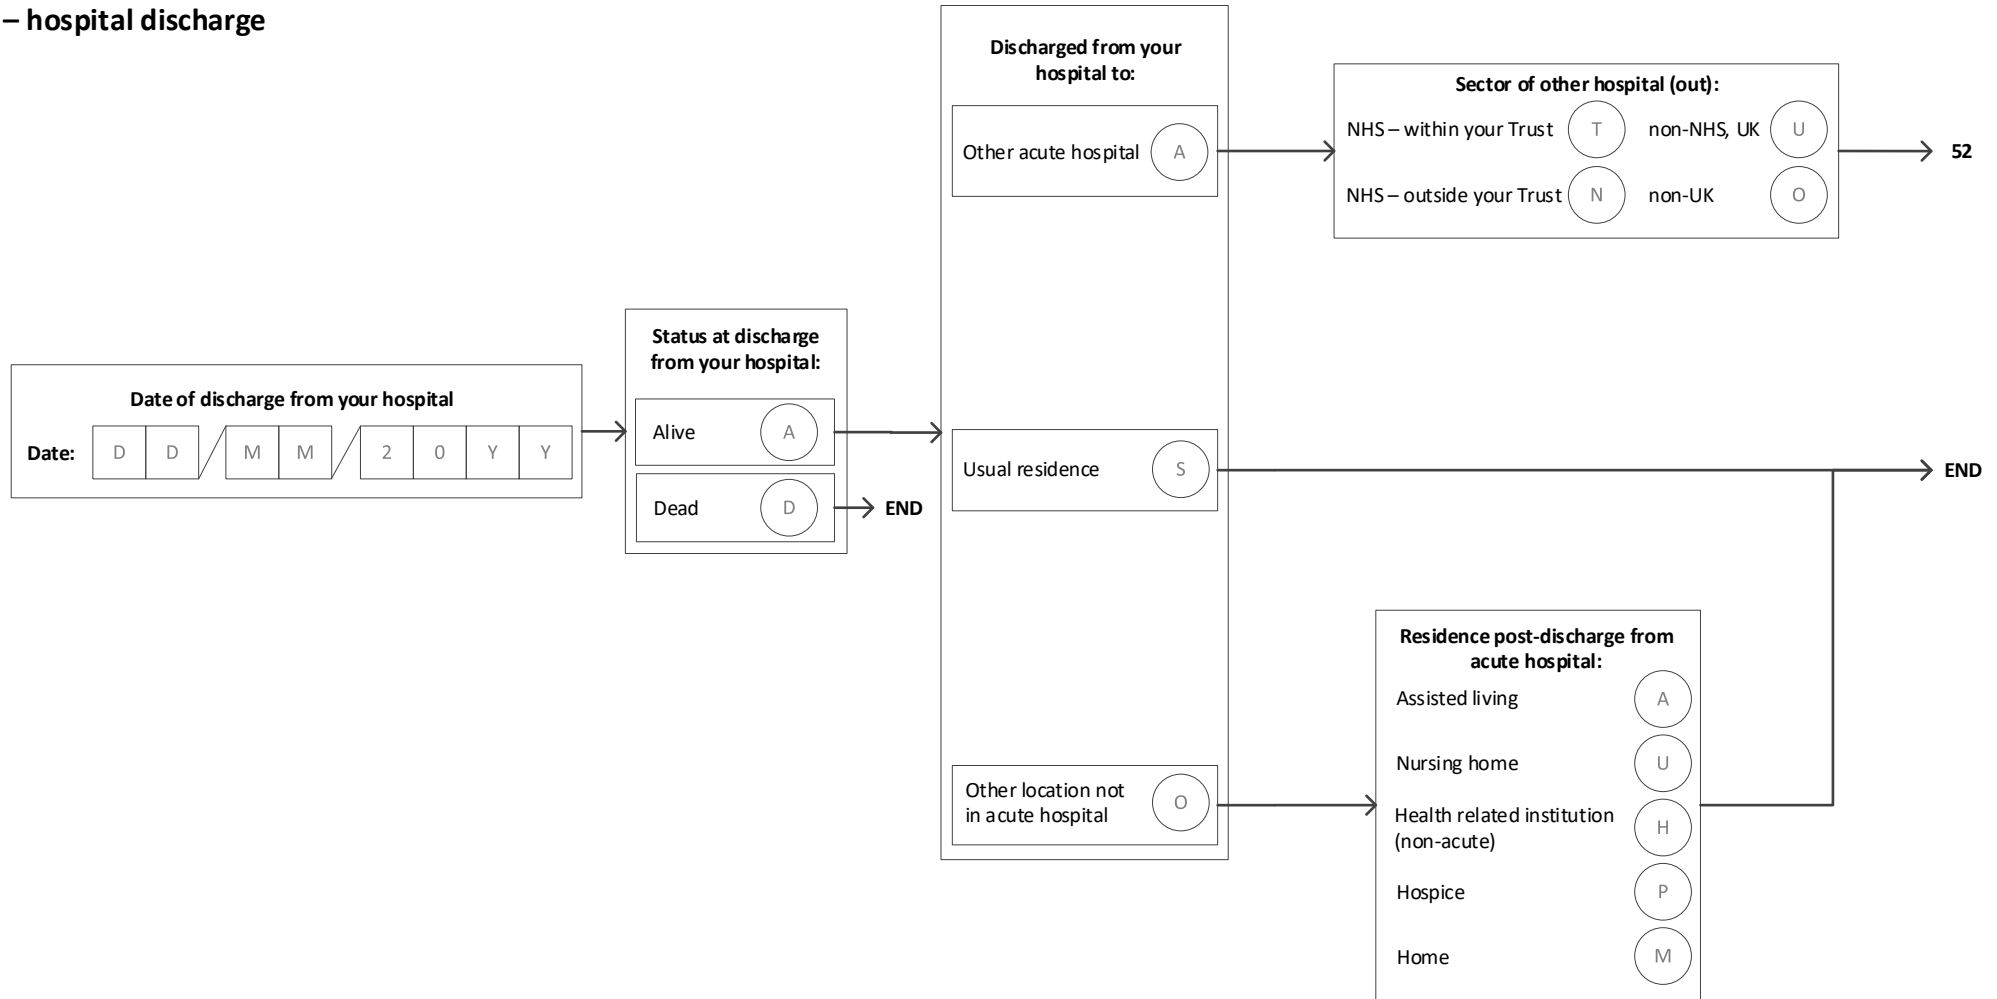 – hospital discharge
Date of discharge from your hospital
Date: D D M M 2 0 Y Y
Status at discharge
from your hospital:
Alive A
Dead D
END
Discharged from your
hospital to:
Other acute hospital A
Usual residence S
Other location not
in acute hospital O
Sector of other hospital (out):
NHS – within your Trust T non-NHS, UK U
NHS – outside your Trust N non-UK O
52
END
Residence post-discharge from
acute hospital:
Assisted living A
Nursing home U
Health related institution
(non-acute) H
Hospice P
Home M